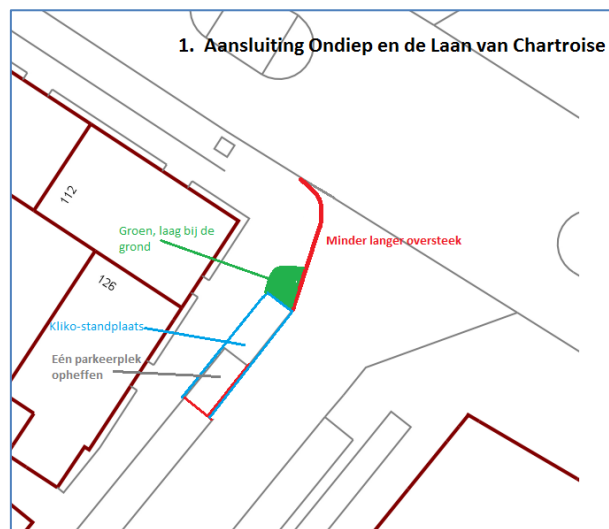 1. Aansluiting Ondiep en de Laan van Chartroise
112
Groen, laag bij de
grond
Minder langer oversteek
126
Kliko-standplaats
Eén parkeerplek
opheffen